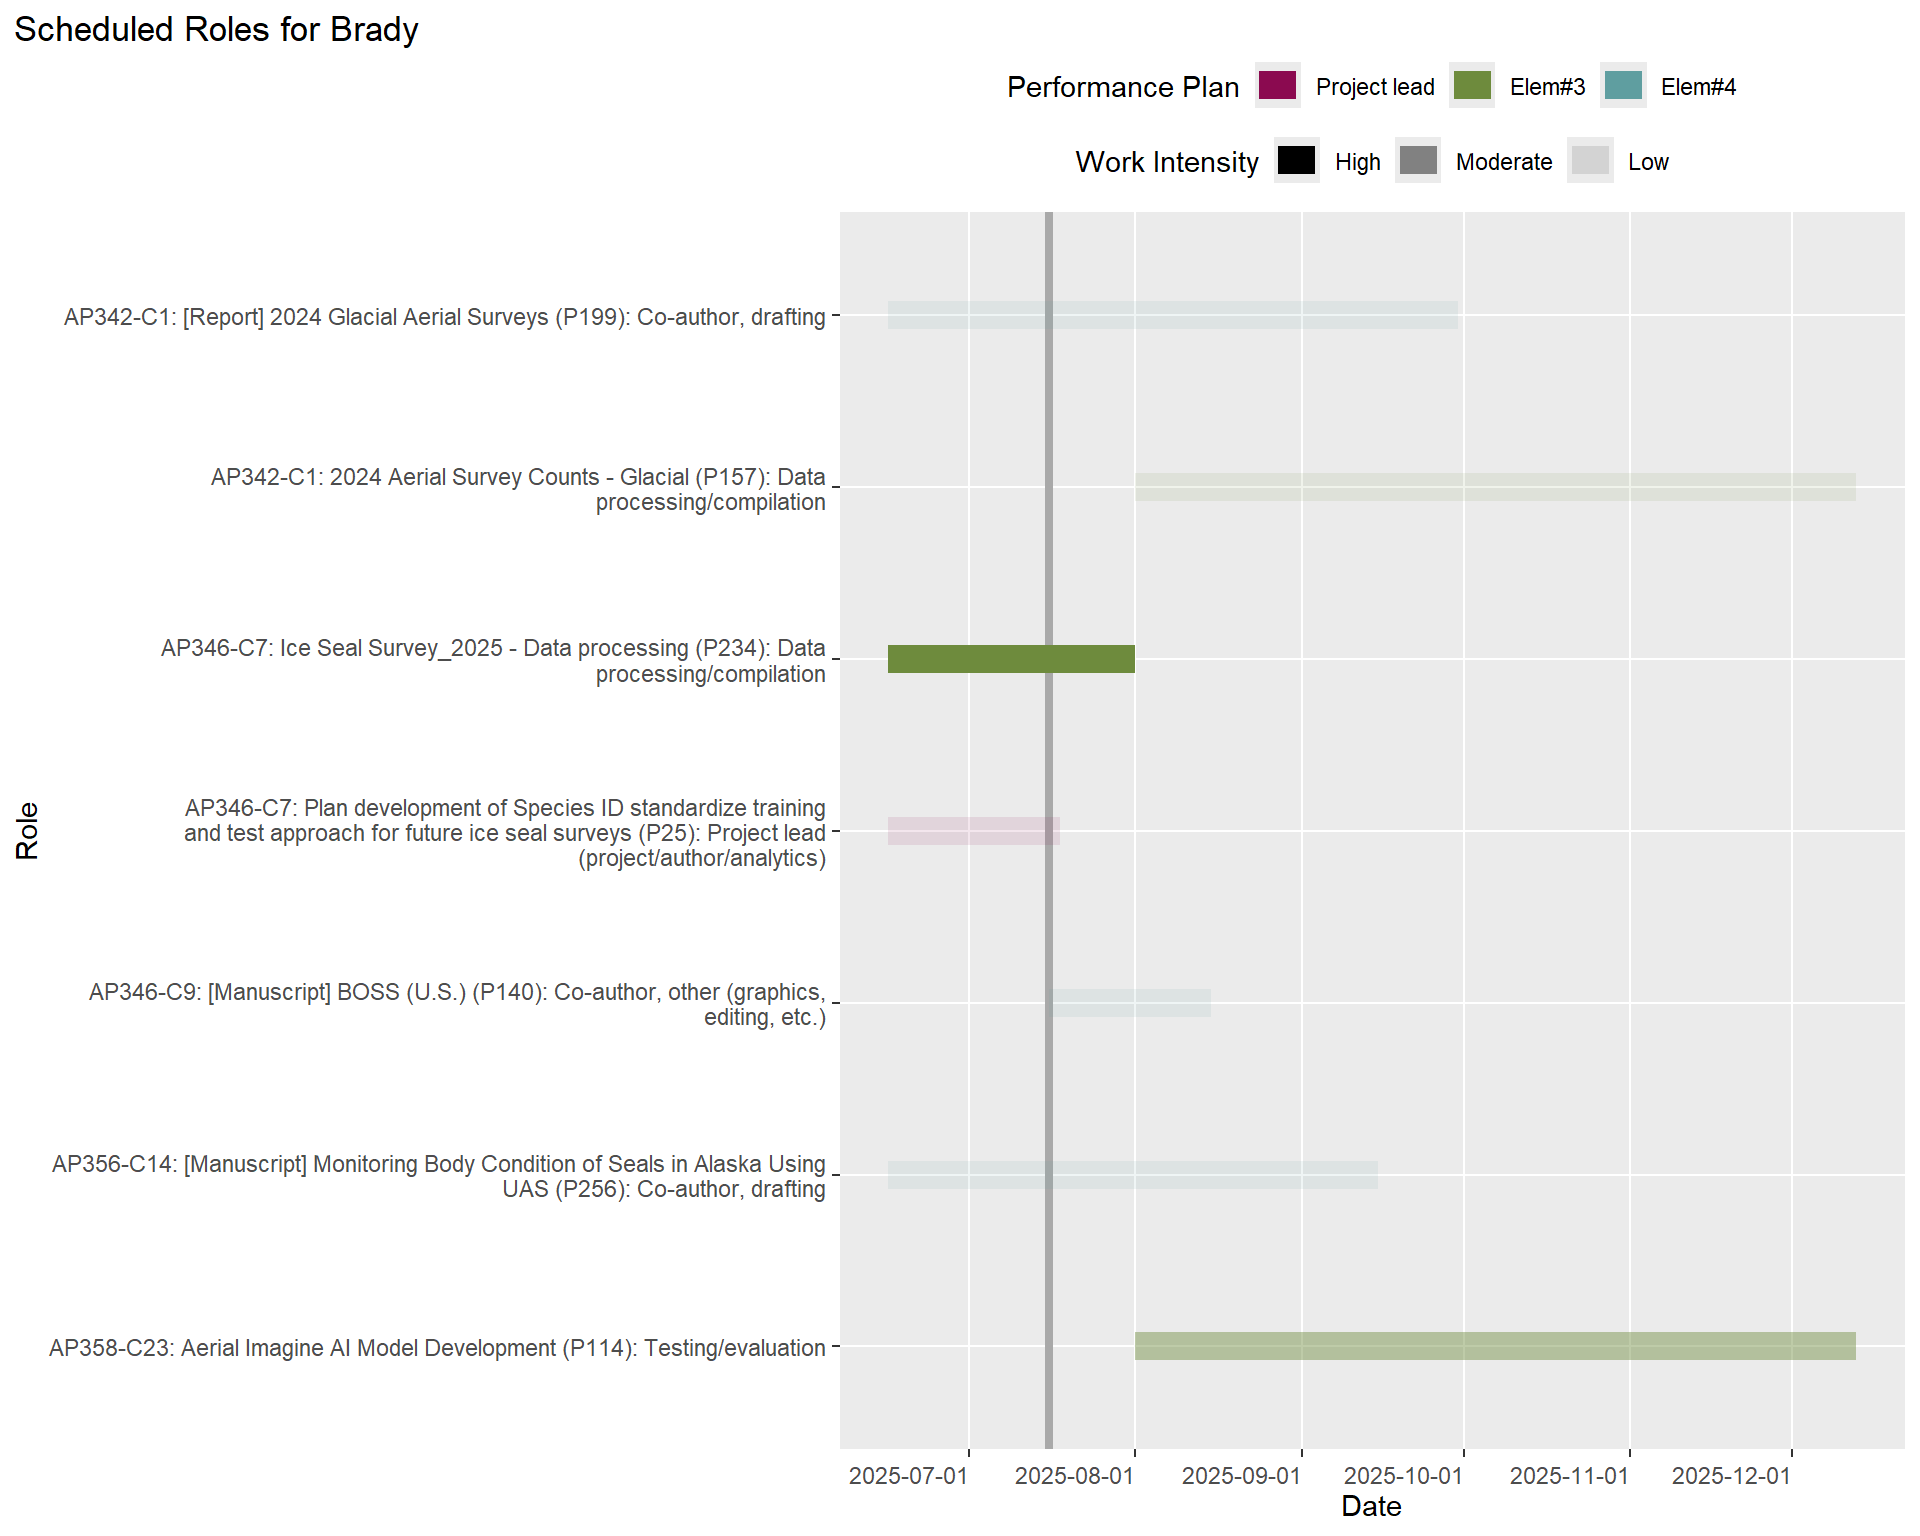 Scheduled Roles for Brady
Performance Plan Project lead Elem#3 Elem#4
Work Intensity High Moderate Low
AP342-C1: [Report] 2024 Glacial Aerial Surveys (P199): Co-author, drafting
AP342-C1: 2024 Aerial Survey Counts - Glacial (P157): Data
processing/compilation
AP346-C7: Ice Seal Survey_2025 - Data processing (P234): Data
processing/compilation
AP346-C7: Plan development of Species ID standardize training
and test approach for future ice seal surveys (P25): Project lead
(project/author/analytics)
AP346-C9: [Manuscript] BOSS (U.S.) (P140): Co-author, other (graphics,
editing, etc.)
AP356-C14: [Manuscript] Monitoring Body Condition of Seals in Alaska Using
UAS (P256): Co-author, drafting
AP358-C23: Aerial Imagine AI Model Development (P114): Testing/evaluation
Role
2025-07-01 2025-08-01 2025-09-01 2025-10-01 2025-11-01 2025-12-01
Date